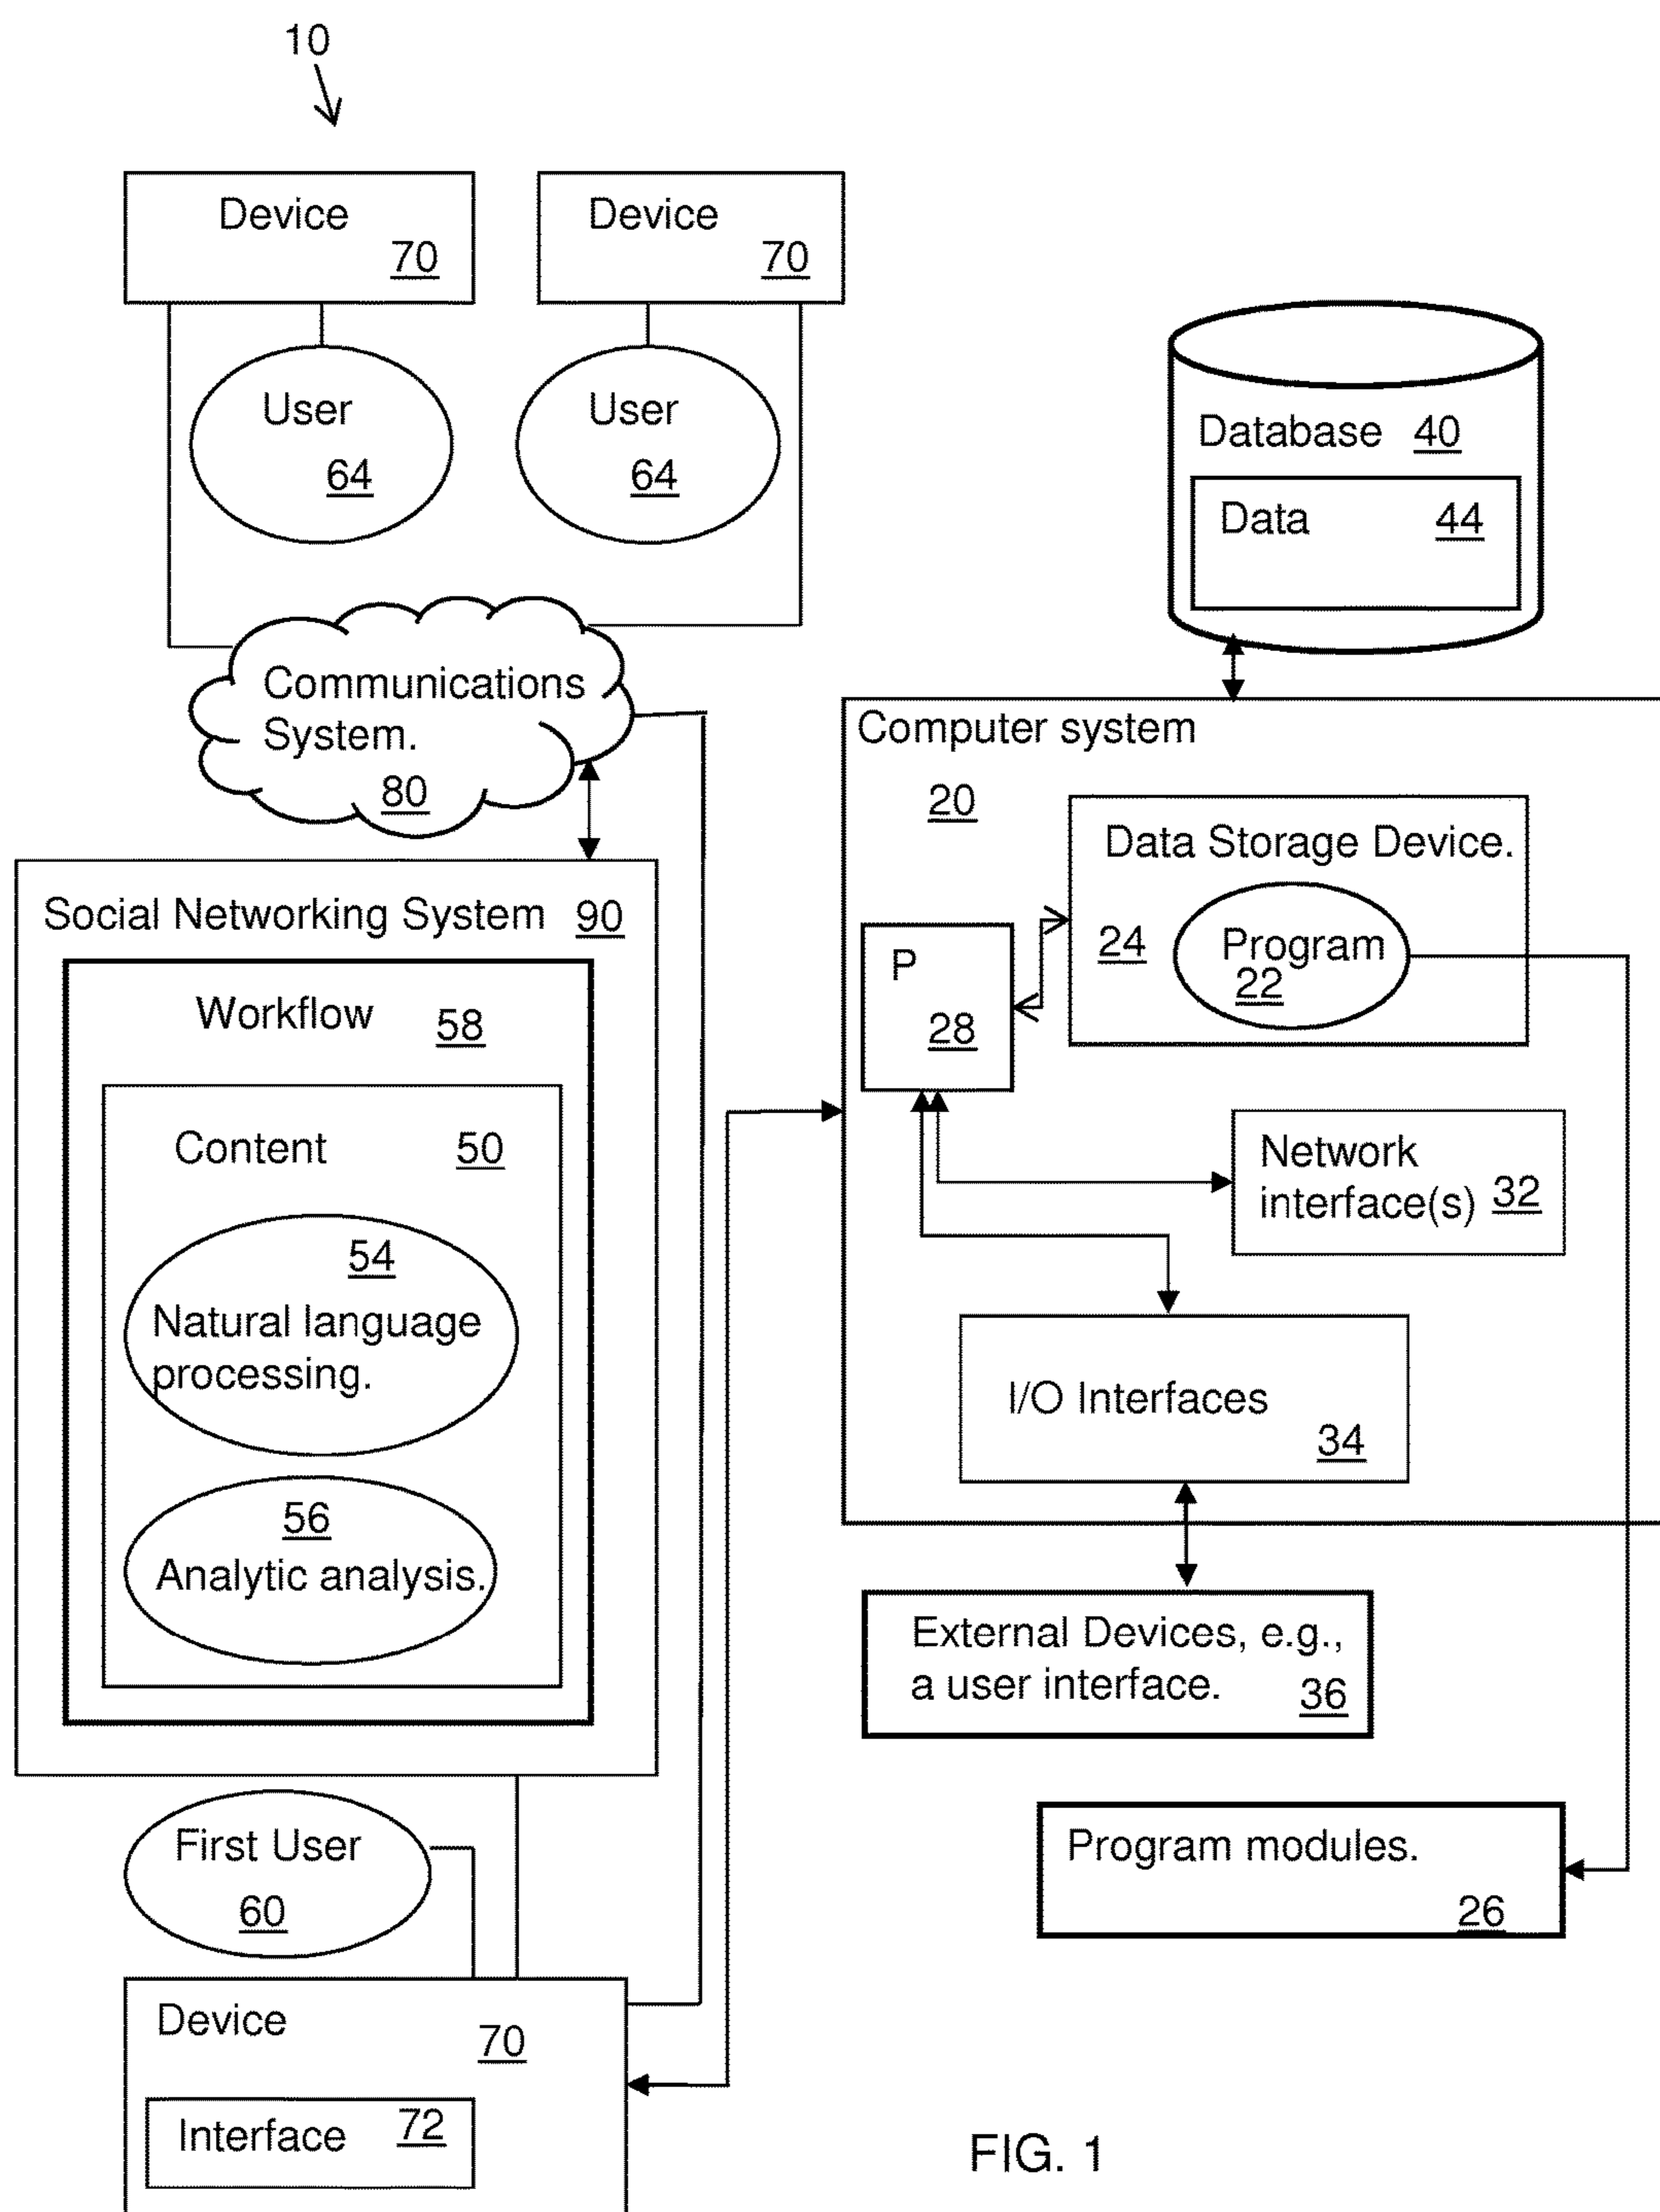 10
Device
70
Device
70
User
64
User
64
Database 40
Data 44
Communications
System.
80
Computer system
20
Data Storage Device.
24
Program
22
P
28
Network
interface(s) 32
I/O Interfaces
34
External Devices, e.g.,
a user interface. 36
Program modules.
26
Social Networking System 90
Workflow 58
Content 50
54
Natural language
processing.
56
Analytic analysis.
First User
60
Device
70
Interface 72
FIG. 1